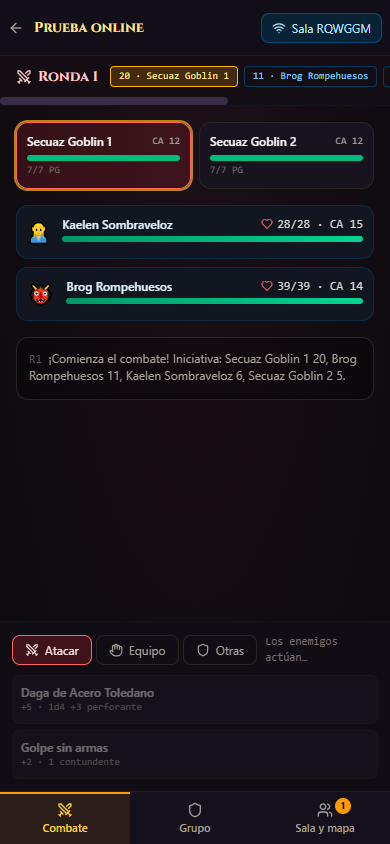 Prueba online
Sala RQWGGM
Ronda 1
20 · Secuaz Goblin 1
11 · Brog Rompehuesos
Secuaz Goblin 1
CA 12
7/7 PG
Secuaz Goblin 2
CA 12
7/7 PG
Kaelen Sombraveloz
28/28 · CA 15
Brog Rompehuesos
39/39 · CA 14
R1 ¡Comienza el combate! Iniciativa: Secuaz Goblin 1 20, Brog
Rompehuesos 11, Kaelen Sombraveloz 6, Secuaz Goblin 2 5.
Atacar
Equipo
Otras
Los enemigos
actúan…
Daga de Acero Toledano
+5 · 1d4 +3 perforante
Golpe sin armas
+2 · 1 contundente
Combate
Grupo
Sala y mapa
1